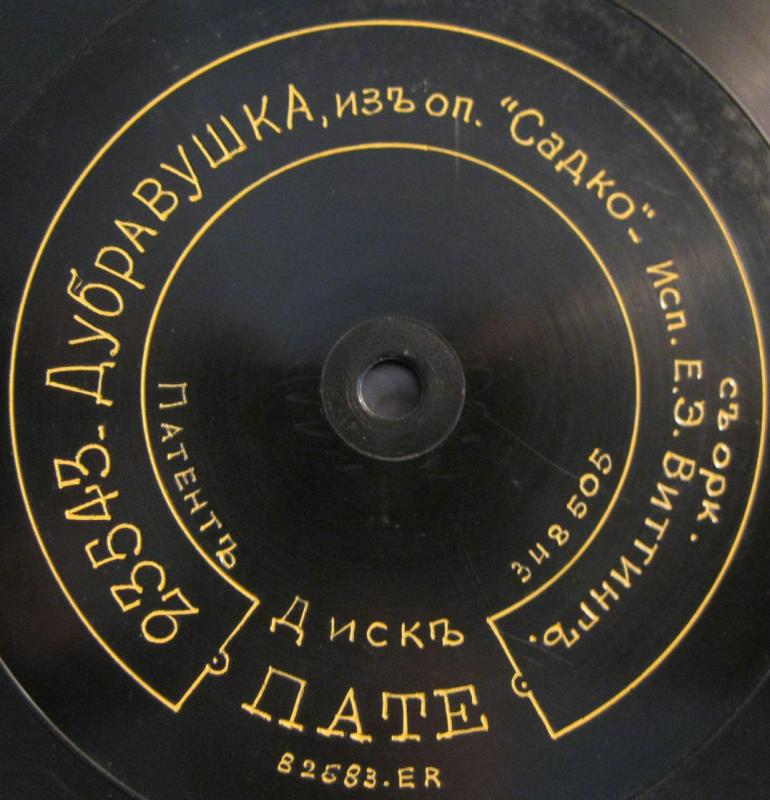 23543. Дубравушка, изъ оп. "Садко"- Исп. Е.Э. Виттингъ.
съ орк.
Патентъ
348505
Дискъ
ПАТЕ
82583.ER